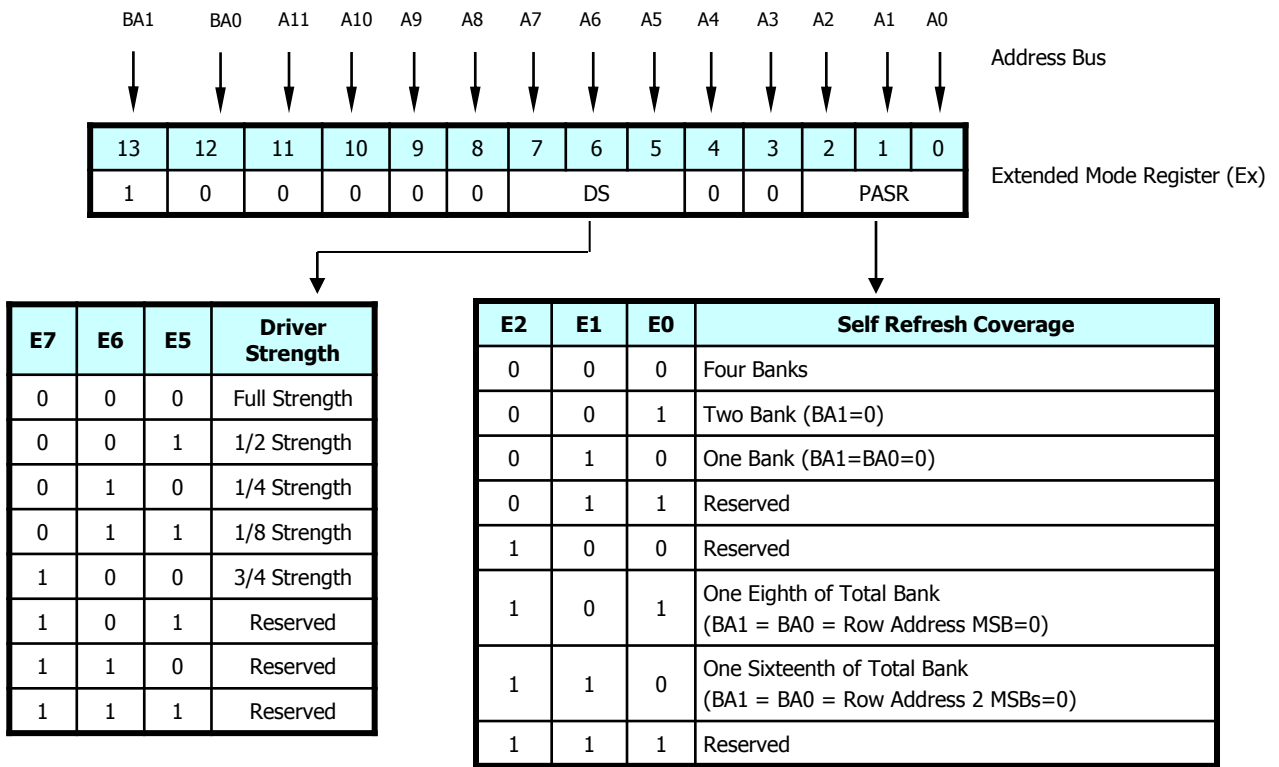 BA1 BA0 A11 A10 A9 A8 A7 A6 A5 A4 A3 A2 A1 A0
Address Bus
13 12 11 10 9 8 7 6 5 4 3 2 1 0
1 0 0 0 0 0 DS 0 0 PASR
Extended Mode Register (Ex)
E7 E6 E5 Driver
Strength
0 0 0 Full Strength
0 0 1 1/2 Strength
0 1 0 1/4 Strength
0 1 1 1/8 Strength
1 0 0 3/4 Strength
1 0 1 Reserved
1 1 0 Reserved
1 1 1 Reserved
E2 E1 E0 Self Refresh Coverage
0 0 0 Four Banks
0 0 1 Two Bank (BA1=0)
0 1 0 One Bank (BA1=BA0=0)
0 1 1 Reserved
1 0 0 Reserved
1 0 1 One Eighth of Total Bank
(BA1 = BA0 = Row Address MSB=0)
1 1 0 One Sixteenth of Total Bank
(BA1 = BA0 = Row Address 2 MSBs=0)
1 1 1 Reserved